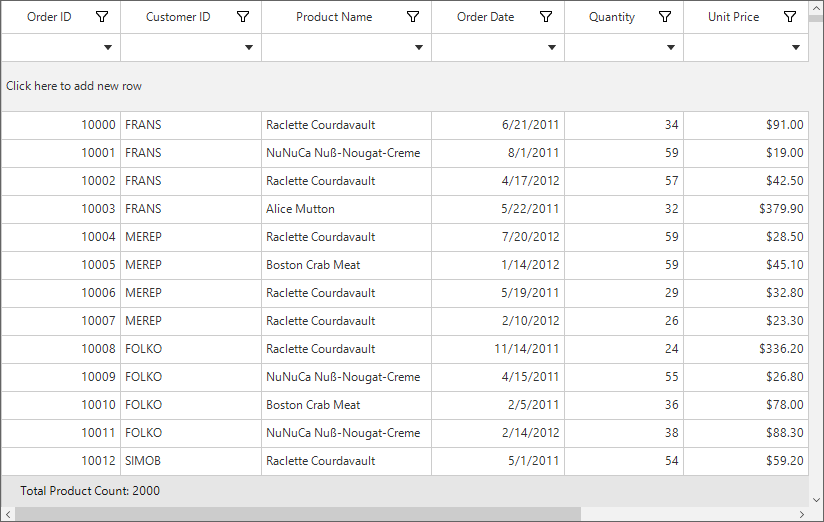 Order ID Customer ID Product Name Order Date Quantity Unit Price
Click here to add new row
10000 FRANS Raclette Courdavault 6/21/2011 34 $91.00
10001 FRANS NuNuCa Nuß-Nougat-Creme 8/1/2011 59 $19.00
10002 FRANS Raclette Courdavault 4/17/2012 57 $42.50
10003 FRANS Alice Mutton 5/22/2011 32 $379.90
10004 MEREP Raclette Courdavault 7/20/2012 59 $28.50
10005 MEREP Boston Crab Meat 1/14/2012 59 $45.10
10006 MEREP Raclette Courdavault 5/19/2011 29 $32.80
10007 MEREP Raclette Courdavault 2/10/2012 26 $23.30
10008 FOLKO Raclette Courdavault 11/14/2011 24 $336.20
10009 FOLKO NuNuCa Nuß-Nougat-Creme 4/15/2011 55 $26.80
10010 FOLKO Boston Crab Meat 2/5/2011 36 $78.00
10011 FOLKO NuNuCa Nuß-Nougat-Creme 2/14/2012 38 $88.30
10012 SIMOB Raclette Courdavault 5/1/2011 54 $59.20
Total Product Count: 2000